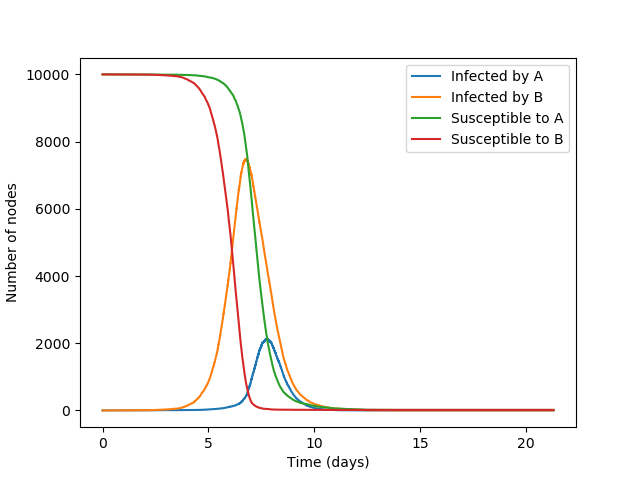 Infected by A
Infected by B
Susceptible to A
Susceptible to B
Number of nodes
10000
8000
6000
4000
2000
0
0 5 10 15 20
Time (days)